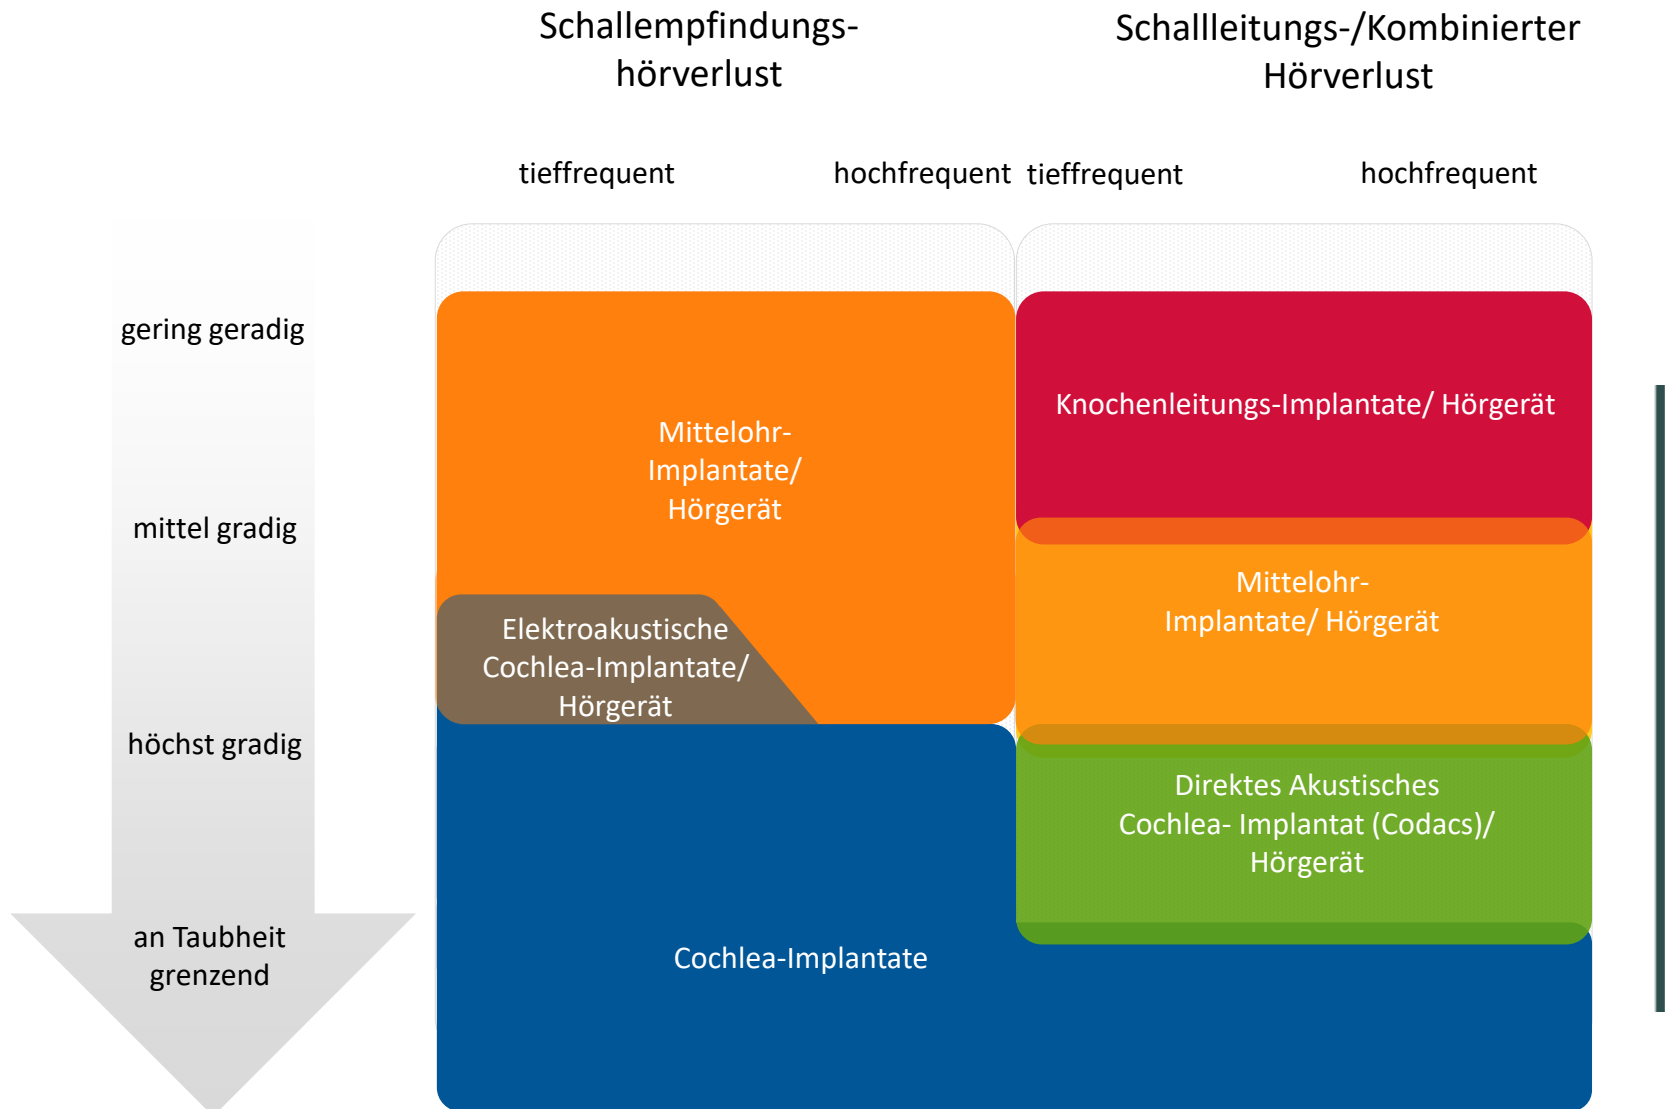 Schallempfindungs-
hörverlust
Schallleitungs-/Kombinierter
Hörverlust
tieffrequent
hochfrequent
tieffrequent
hochfrequent
gering geradig
mittel gradig
höchst gradig
an Taubheit
grenzend
Mittelohr-
Implantate/
Hörgerät
Elektroakustische
Cochlea-Implantate/
Hörgerät
Cochlea-Implantate
Knochenleitungs-Implantate/ Hörgerät
Mittelohr-
Implantate/ Hörgerät
Direktes Akustisches
Cochlea- Implantat (Codacs)/
Hörgerät